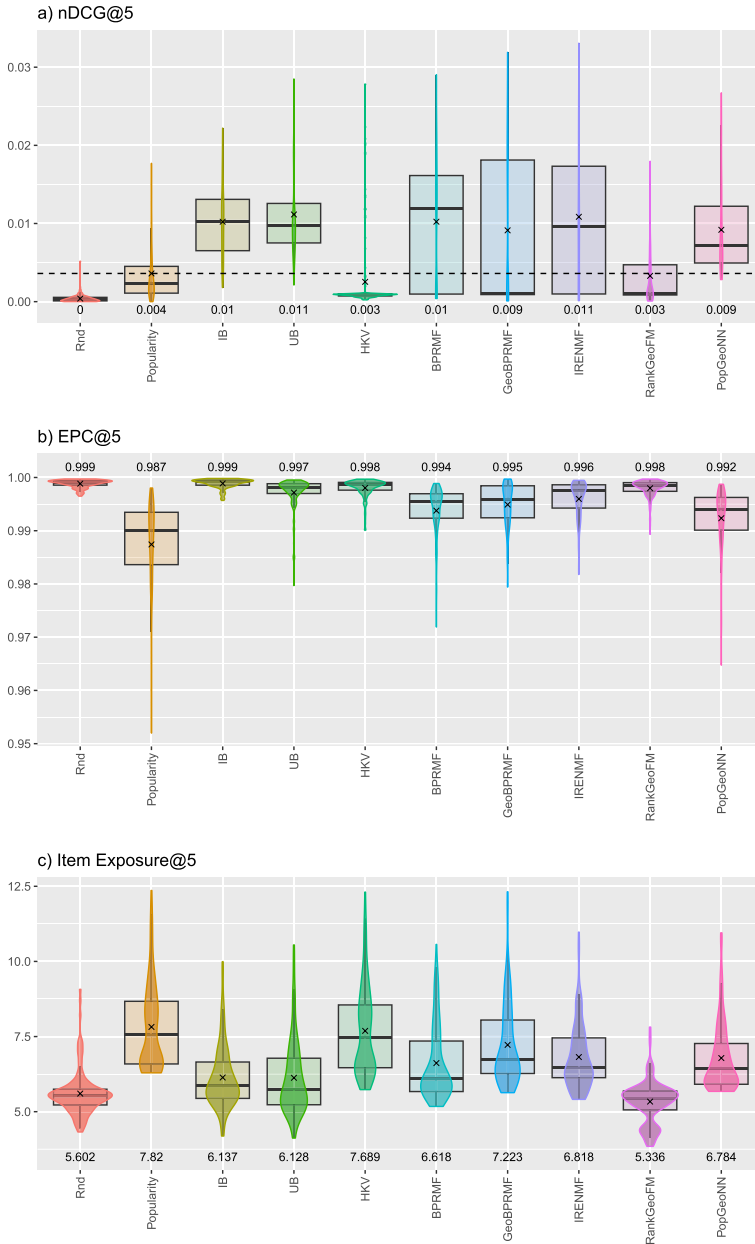 a) nDCG@5
0.03
0.02
0.01
0.00
0 0.004 0.01 0.011 0.003 0.01 0.009 0.011 0.003 0.009
Rnd Popularity IB UB HKV BPRMF GeoBPRMF IRENMF RankGeoFM PopGeoNN
b) EPC@5
0.999 0.987 0.999 0.997 0.998 0.994 0.995 0.996 0.998 0.992
1.00
0.99
0.98
0.97
0.96
0.95
Rnd Popularity IB UB HKV BPRMF GeoBPRMF IRENMF RankGeoFM PopGeoNN
c) Item Exposure@5
12.5
10.0
7.5
5.0
5.602 7.82 6.137 6.128 7.689 6.618 7.223 6.818 5.336 6.784
Rnd Popularity IB UB HKV BPRMF GeoBPRMF IRENMF RankGeoFM PopGeoNN